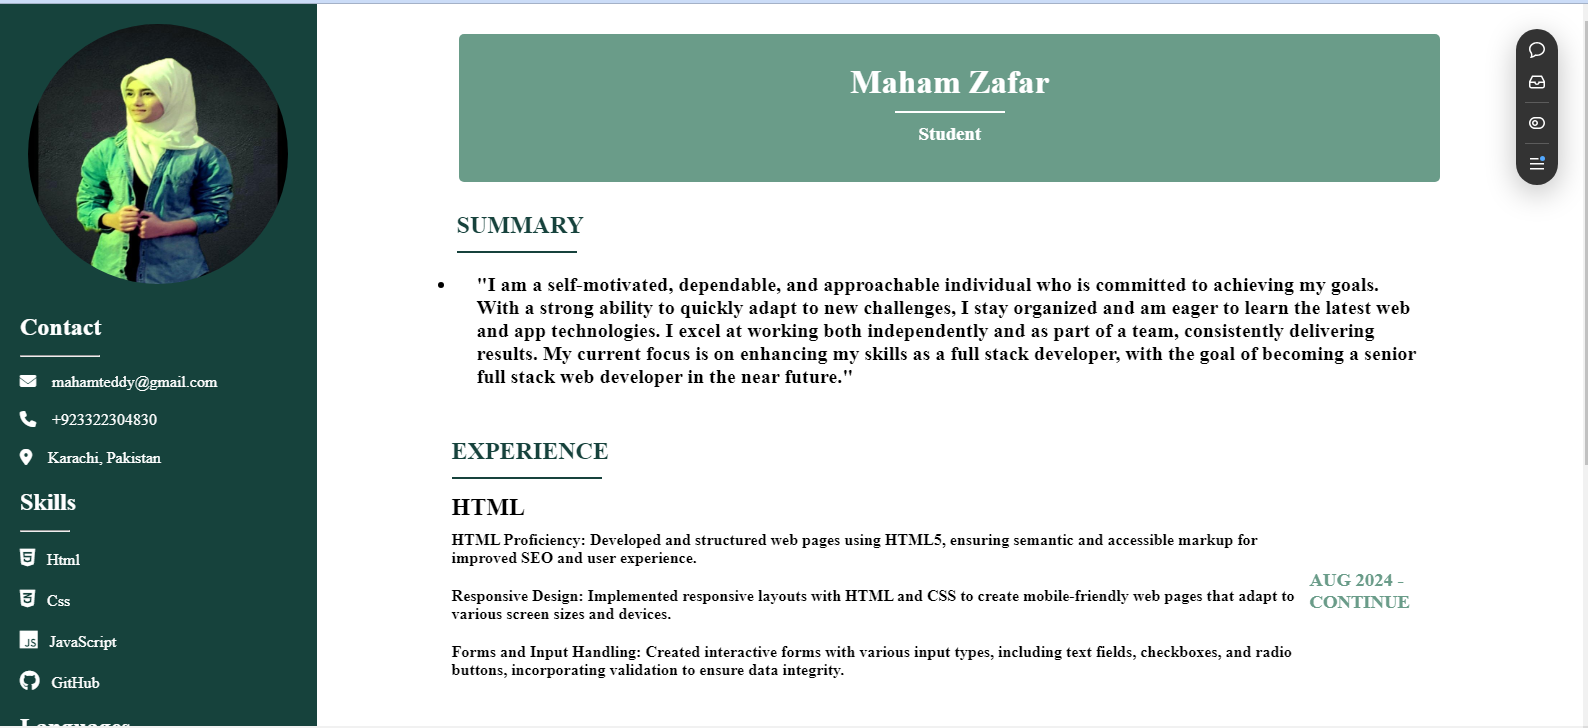 Contact
mahamteddy@gmail.com
+923322304830
Karachi, Pakistan
Skills
Html
Css
JS
JavaScript
GitHub
Languages
Maham Zafar
Student
SUMMARY
"I am a self-motivated, dependable, and approachable individual who is committed to achieving my goals.
With a strong ability to quickly adapt to new challenges, I stay organized and am eager to learn the latest web
and app technologies. I excel at working both independently and as part of a team, consistently delivering
results. My current focus is on enhancing my skills as a full stack developer, with the goal of becoming a senior
full stack web developer in the near future."
EXPERIENCE
HTML
HTML Proficiency: Developed and structured web pages using HTML5, ensuring semantic and accessible markup for
improved SEO and user experience.
Responsive Design: Implemented responsive layouts with HTML and CSS to create mobile-friendly web pages that adapt to
various screen sizes and devices.
Forms and Input Handling: Created interactive forms with various input types, including text fields, checkboxes, and radio
buttons, incorporating validation to ensure data integrity.
AUG 2024 -
CONTINUE